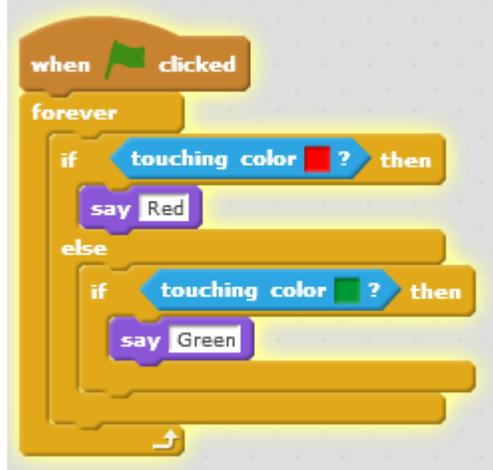 when clicked
forever
if touching color ? then
say Red
else
if touching color ? then
say Green